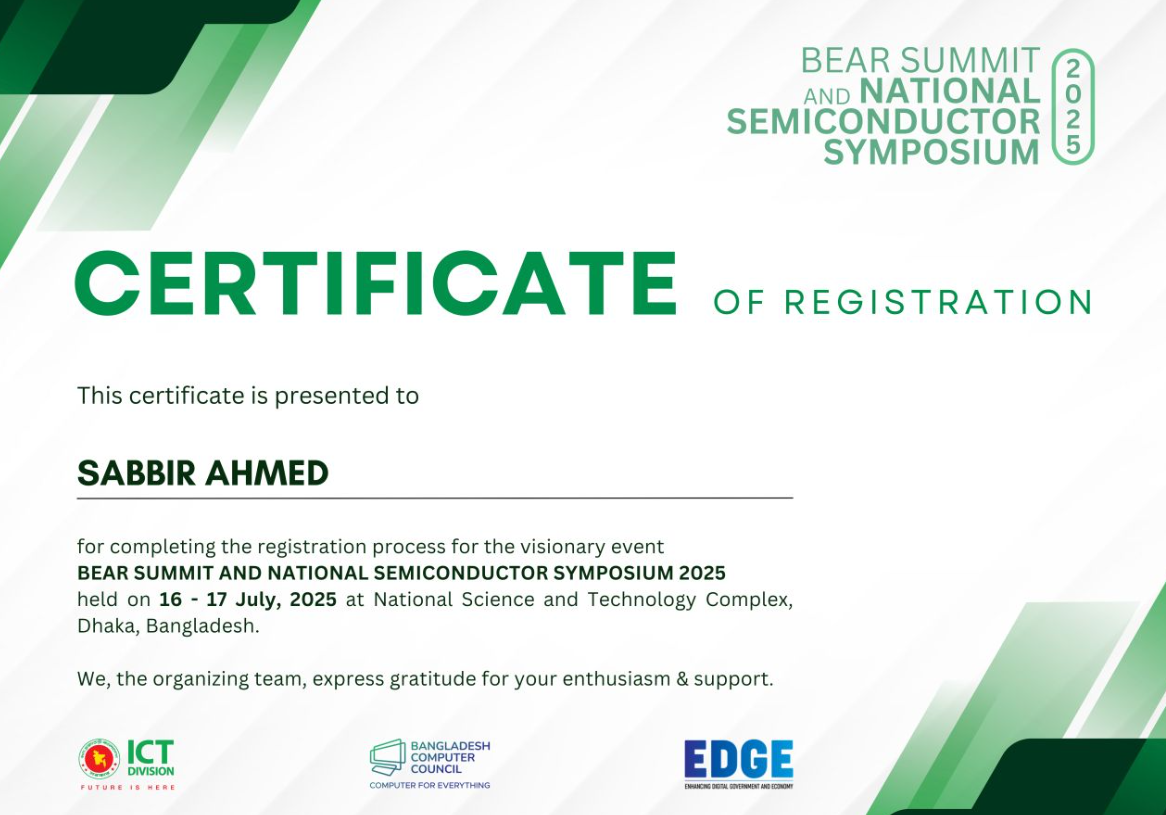 BEAR SUMMIT
AND NATIONAL
SEMICONDUCTOR
SYMPOSIUM
2025
CERTIFICATE OF REGISTRATION
This certificate is presented to
SABBIR AHMED
for completing the registration process for the visionary event
BEAR SUMMIT AND NATIONAL SEMICONDUCTOR SYMPOSIUM 2025
held on 16 - 17 July, 2025 at National Science and Technology Complex,
Dhaka, Bangladesh.
We, the organizing team, express gratitude for your enthusiasm & support.
ICT
DIVISION
FUTURE IS HERE
BANGLADESH
COMPUTER
COUNCIL
COMPUTER FOR EVERYTHING
EDGE
ENHANCING DIGITAL GOVERNMENT AND ECONOMY